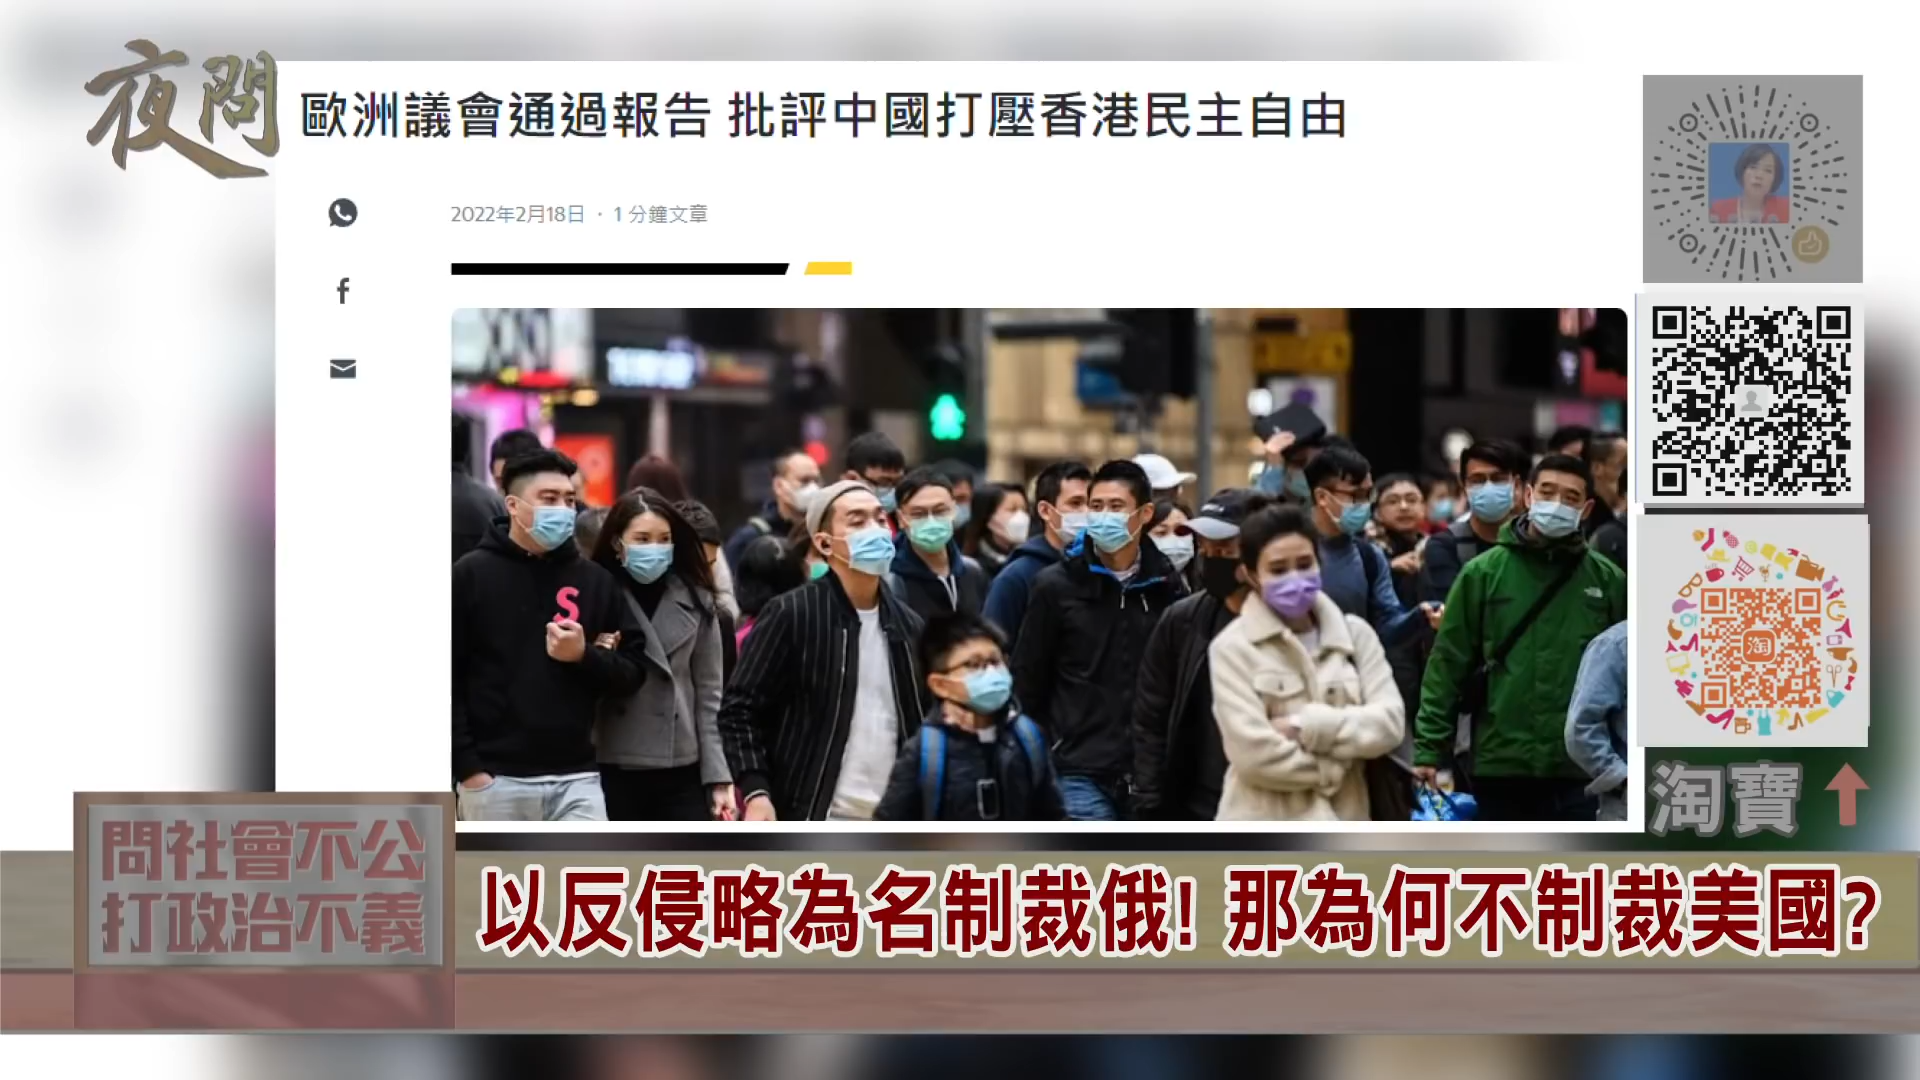 夜問
歐洲議會通過報告 批評中國打壓香港民主自由
2022年2月18日 · 1 分鐘文章
S
淘
淘寶
問社會不公
打政治不義
以反侵略為名制裁俄! 那為何不制裁美國?